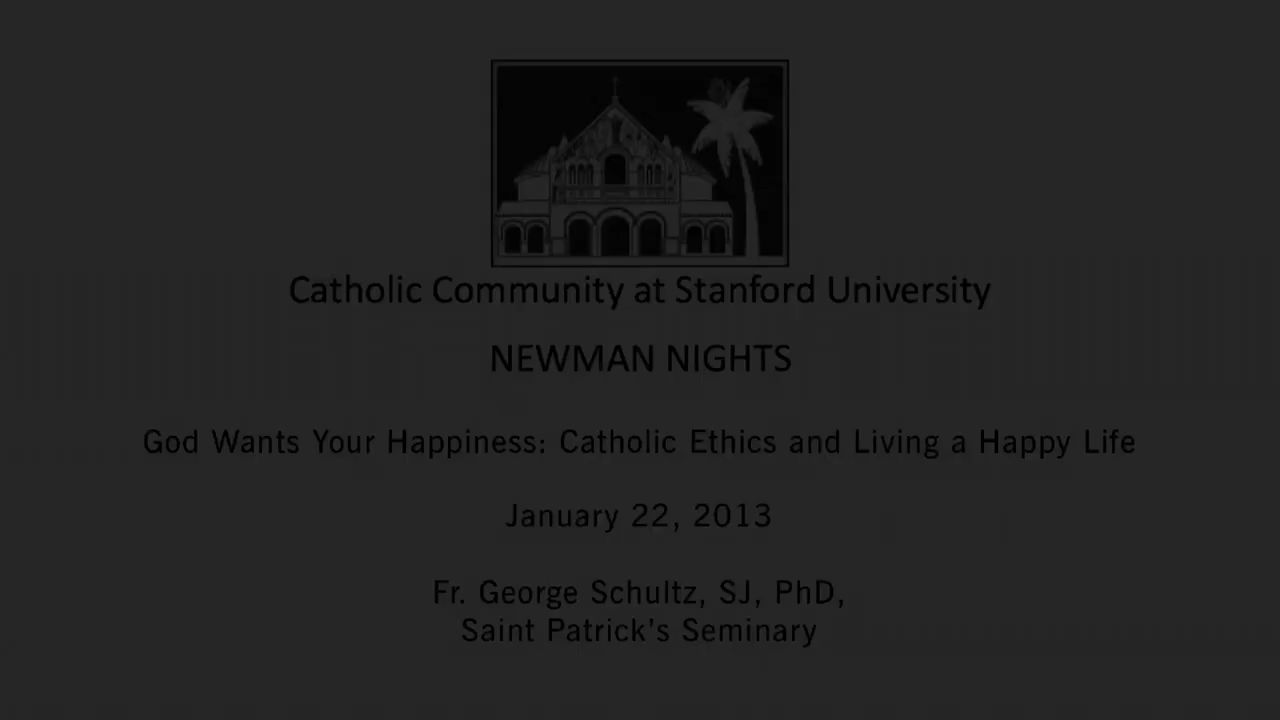 Catholic Community at Stanford University
NEWMAN NIGHTS
God Wants Your Happiness: Catholic Ethics and Living a Happy Life
January 22, 2013
Fr. George Schultz, SJ, PhD,
Saint Patrick's Seminary